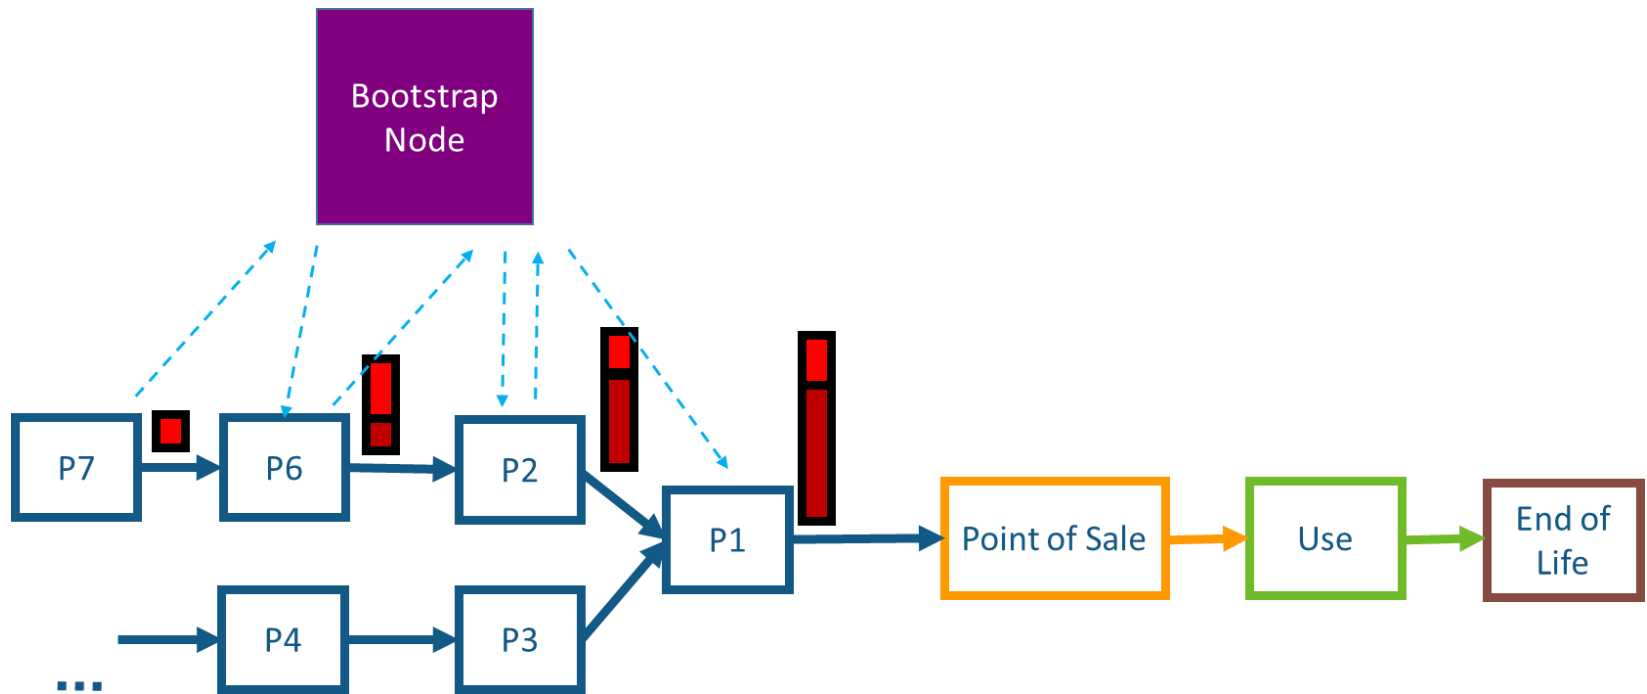 Bootstrap
Node
P7
P6
P2
P1
Point of Sale
Use
End of
Life
P4
P3
...